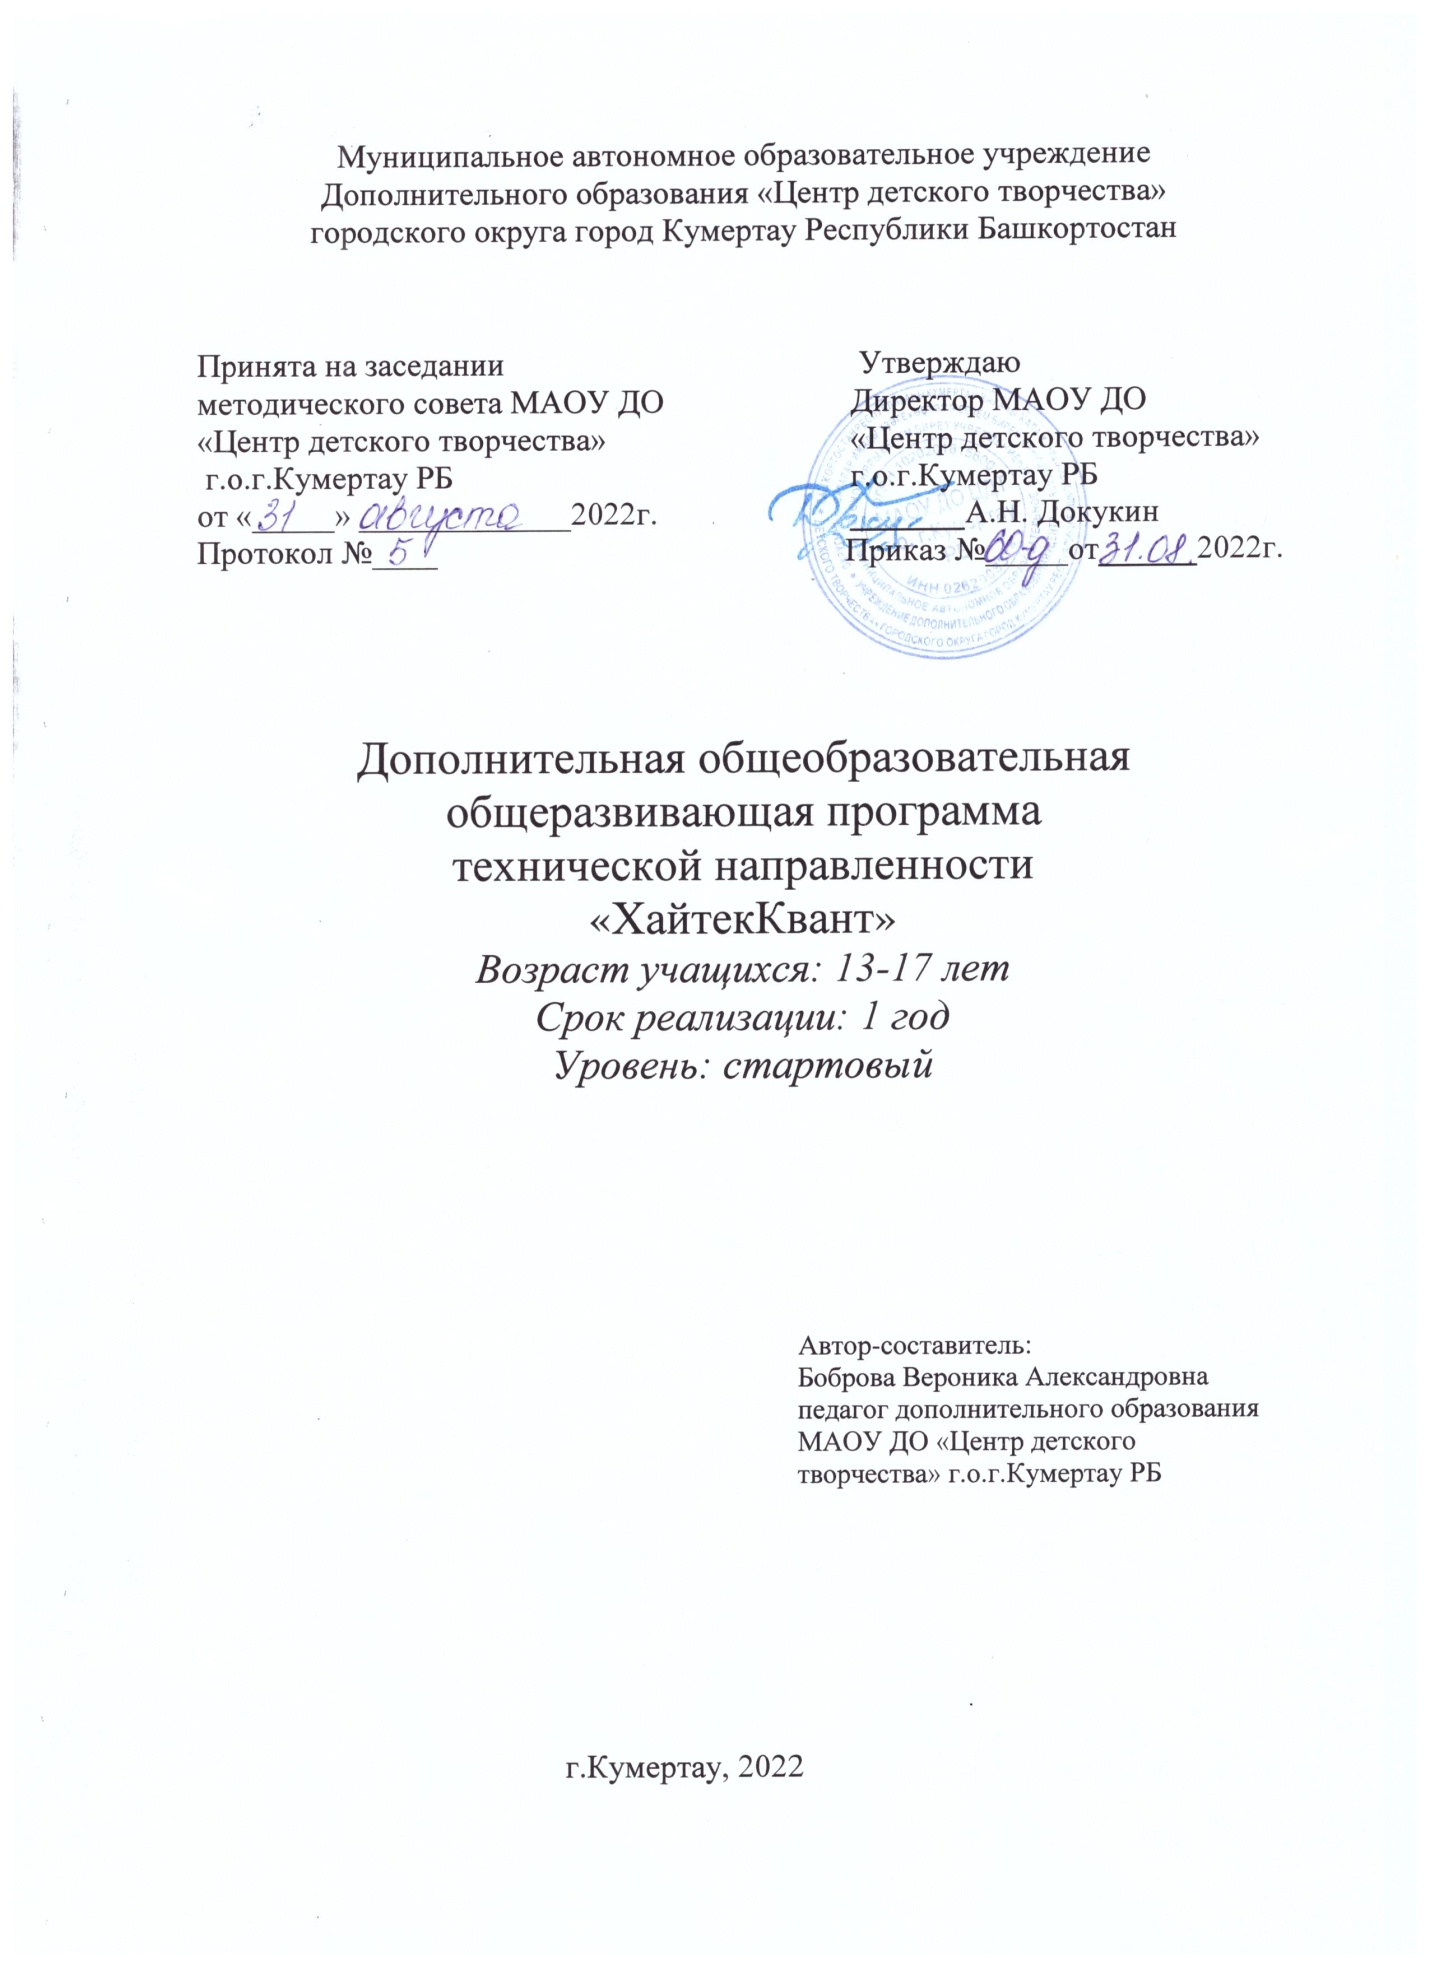 Муниципальное автономное образовательное учреждение
Дополнительного образования «Центр детского творчества»
городского округа город Кумертау Республики Башкортостан
Принята на заседании
методического совета МАОУ ДО
«Центр детского творчества»
г.о.г.Кумертау РБ
от «31» августа 2022г.
Протокол № 5
Утверждаю
Директор МАОУ ДО
«Центр детского творчества»
г.о.г.Кумертау РБ
А.Н. Докукин
Приказ №60-д от 31.08.2022г.
Дополнительная общеобразовательная
общеразвивающая программа
технической направленности
«ХайтекКвант»
Возраст учащихся: 13-17 лет
Срок реализации: 1 год
Уровень: стартовый
Автор-составитель:
Боброва Вероника Александровна
педагог дополнительного образования
МАОУ ДО «Центр детского
творчества» г.о.г.Кумертау РБ
г.Кумертау, 2022